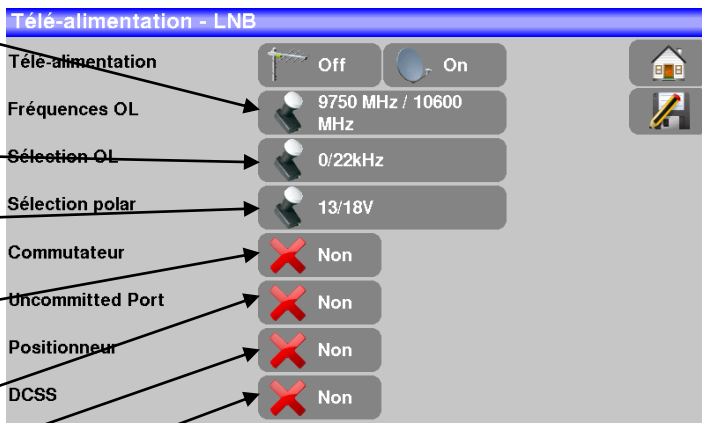 Télé-alimentation - LNB
Télé-alimentation
Off
On
Fréquences OL
9750 MHz / 10600
MHz
Sélection OL
0/22kHz
Sélection polar
13/18V
Commutateur
Non
Uncommitted Port
Non
Positionneur
Non
DCSS
Non